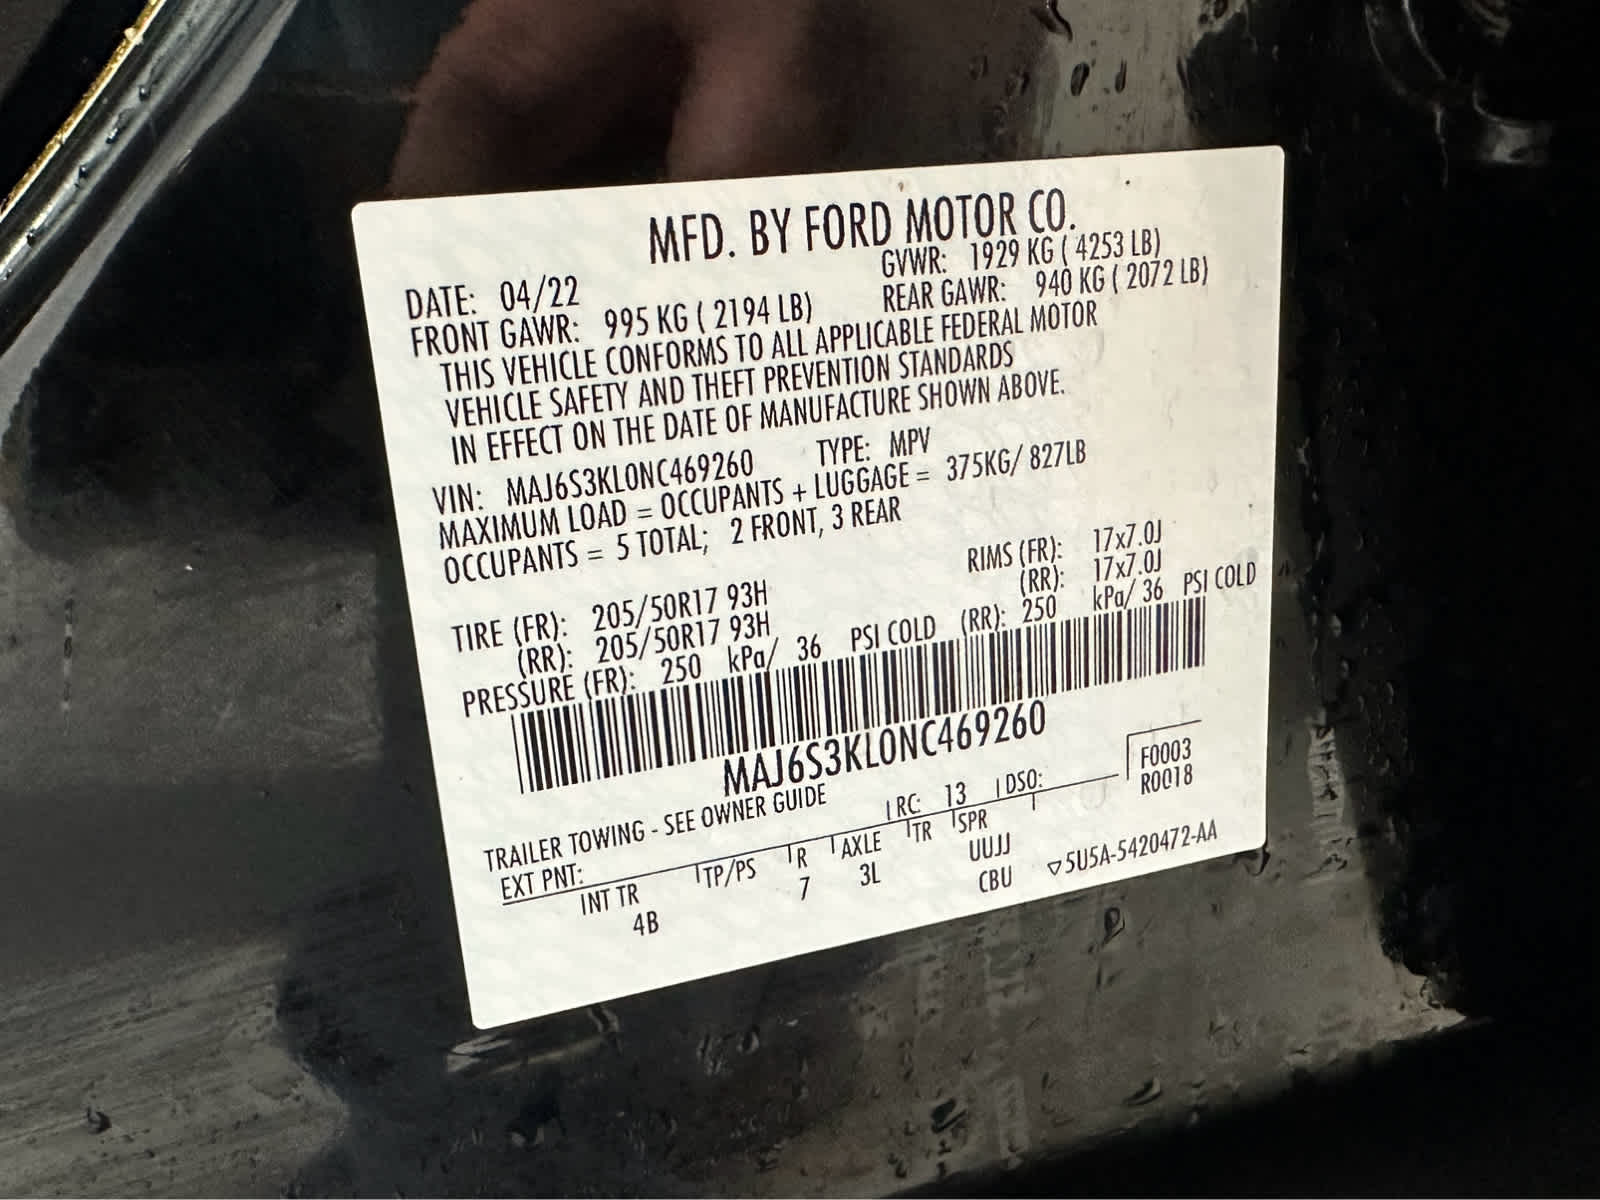 MFD. BY FORD MOTOR CO.
DATE: 04/22 GVWR: 1929 KG ( 4253 LB)
FRONT GAWR: 995 KG ( 2194 LB) REAR GAWR: 940 KG ( 2072 LB)
THIS VEHICLE CONFORMS TO ALL APPLICABLE FEDERAL MOTOR
VEHICLE SAFETY AND THEFT PREVENTION STANDARDS
IN EFFECT ON THE DATE OF MANUFACTURE SHOWN ABOVE.
VIN: MAJ6S3KL0NC469260 TYPE: MPV
MAXIMUM LOAD = OCCUPANTS + LUGGAGE = 375KG/ 827LB
OCCUPANTS = 5 TOTAL; 2 FRONT, 3 REAR
TIRE (FR): 205/50R17 93H RIMS (FR): 17x7.0J
(RR): 205/50R17 93H (RR): 17x7.0J
PRESSURE (FR): 250 kPa/ 36 PSI COLD (RR): 250 kPa/ 36 PSI COLD
MAJ6S3KL0NC469260
F0003
TRAILER TOWING - SEE OWNER GUIDE R0018
EXT PNT: RC: 13 DSO:
INT TR TP/PS R AXLE TR SPR
4B 7 3L UUJJ
CBU ▽5U5A-5420472-AA